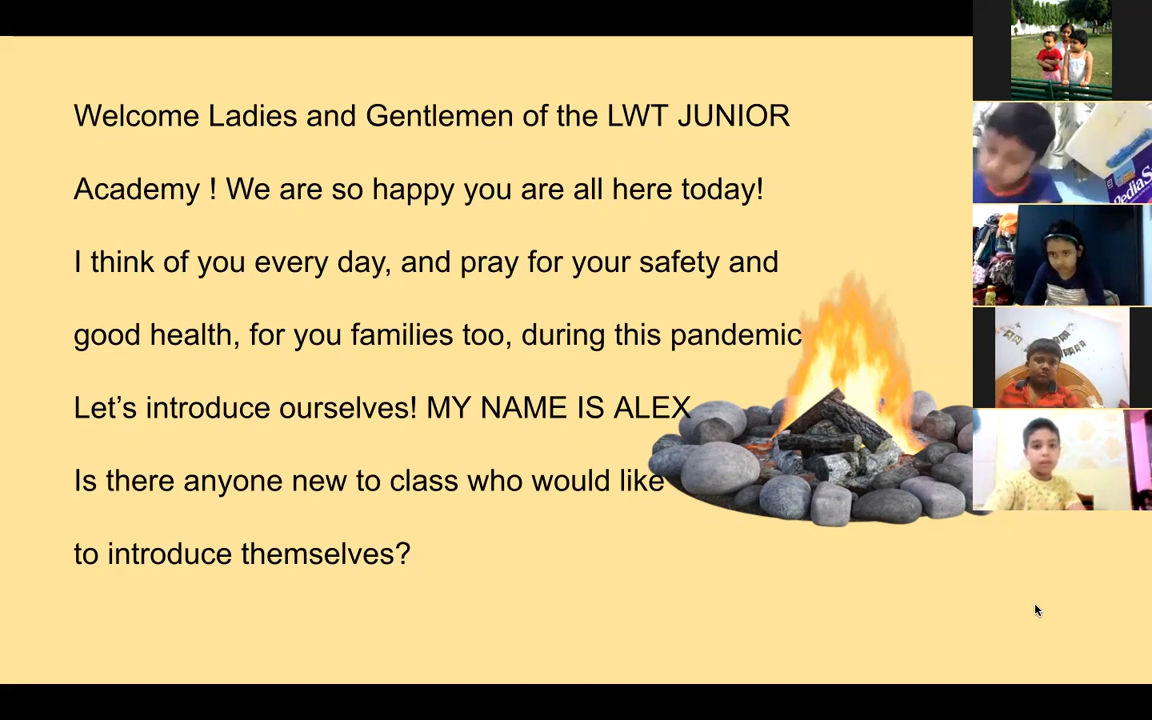 Welcome Ladies and Gentlemen of the LWT JUNIOR
Academy ! We are so happy you are all here today!
I think of you every day, and pray for your safety and
good health, for you families too, during this pandemic
Let's introduce ourselves! MY NAME IS ALEX
Is there anyone new to class who would like
to introduce themselves?
PediaS